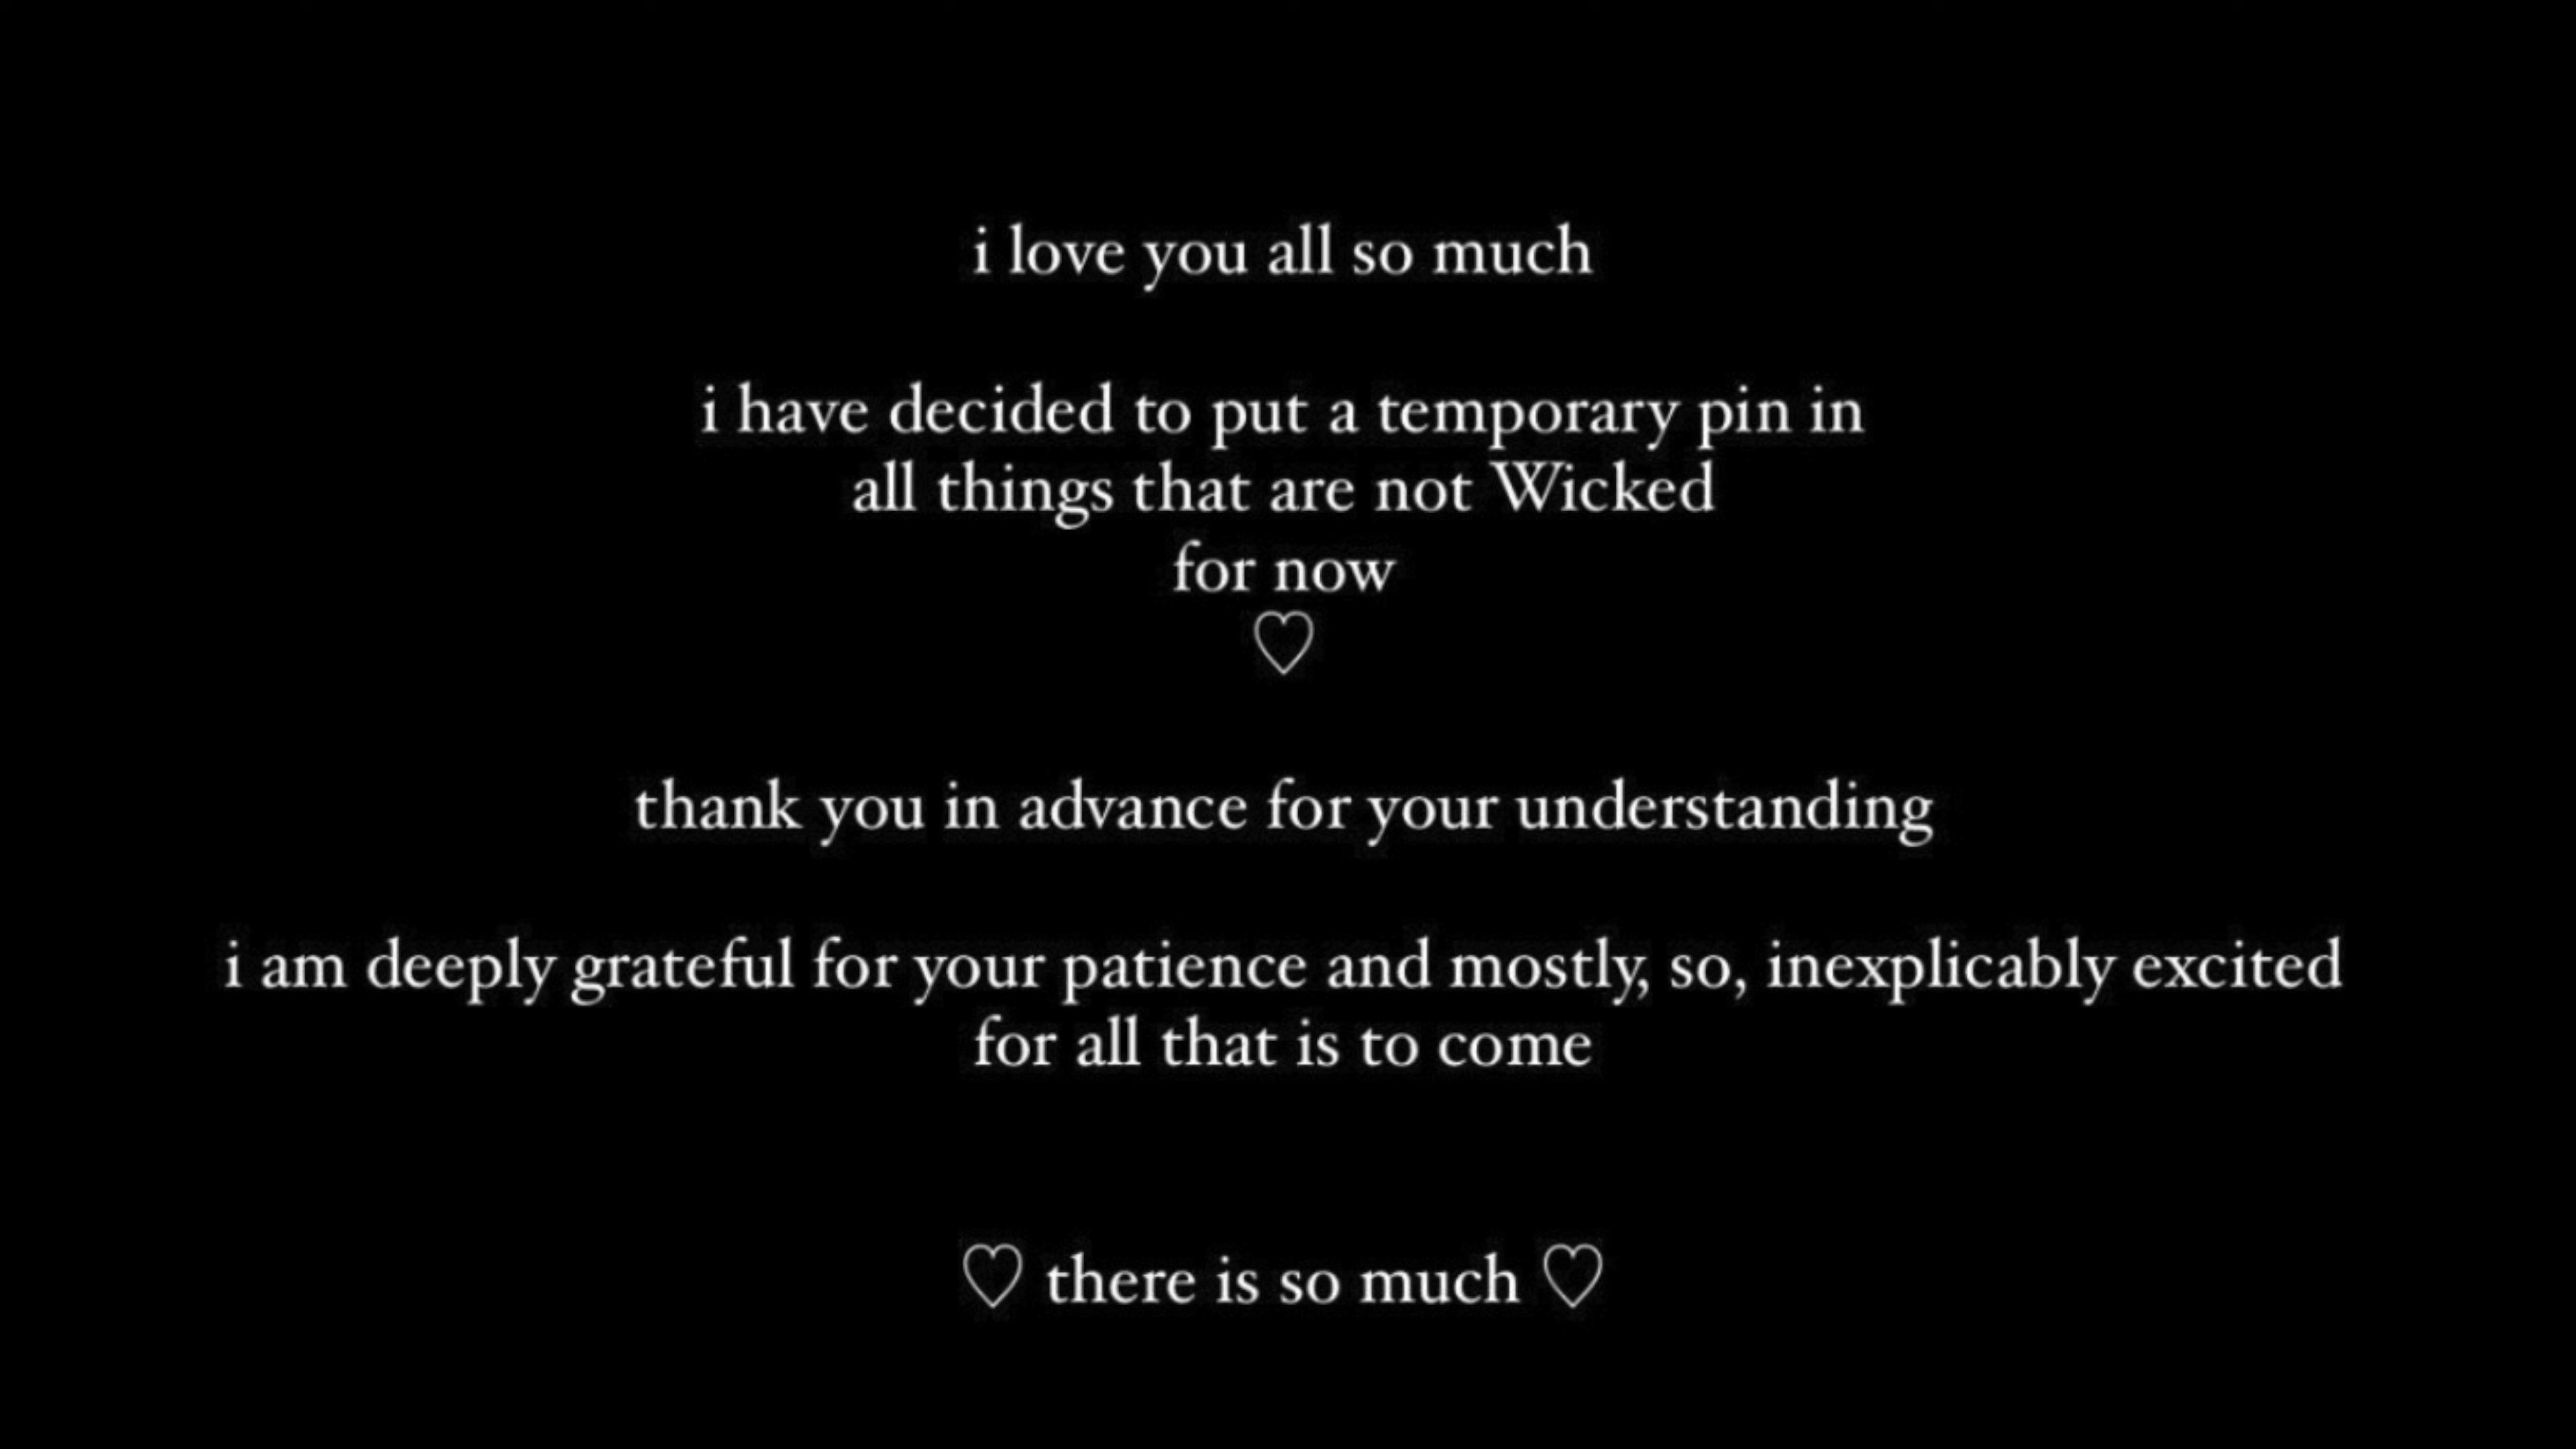 i love you all so much
i have decided to put a temporary pin in
all things that are not Wicked
for now
♡
thank you in advance for your understanding
i am deeply grateful for your patience and mostly, so, inexplicably excited
for all that is to come
♡ there is so much ♡